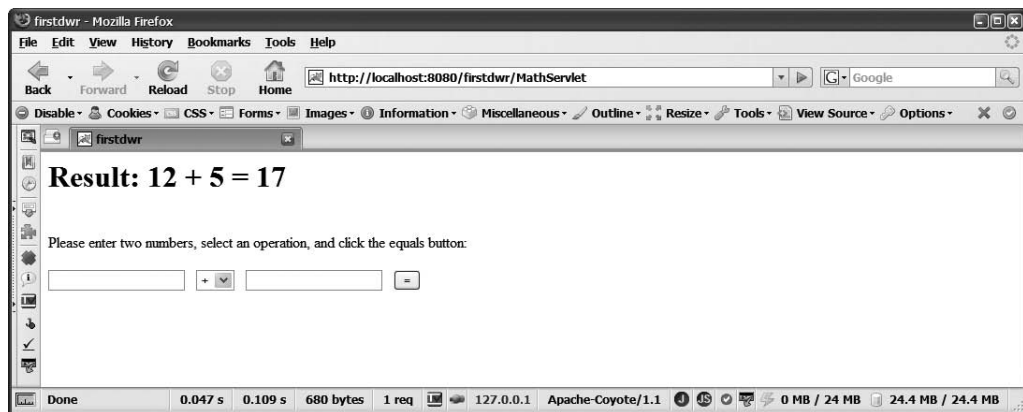 firstdwr - Mozilla Firefox
File Edit View History Bookmarks Tools Help
Back Forward Reload Stop Home http://localhost:8080/firstdwr/MathServlet G Google
Disable Cookies CSS Forms Images Information Miscellaneous Outline Resize Tools View Source Options
firstdwr
Result: 12 + 5 = 17
Please enter two numbers, select an operation, and click the equals button:
+ =
Done 0.047 s 0.109 s 680 bytes 1 req 127.0.0.1 Apache-Coyote/1.1 J JS 0 MB / 24 MB 24.4 MB / 24.4 MB